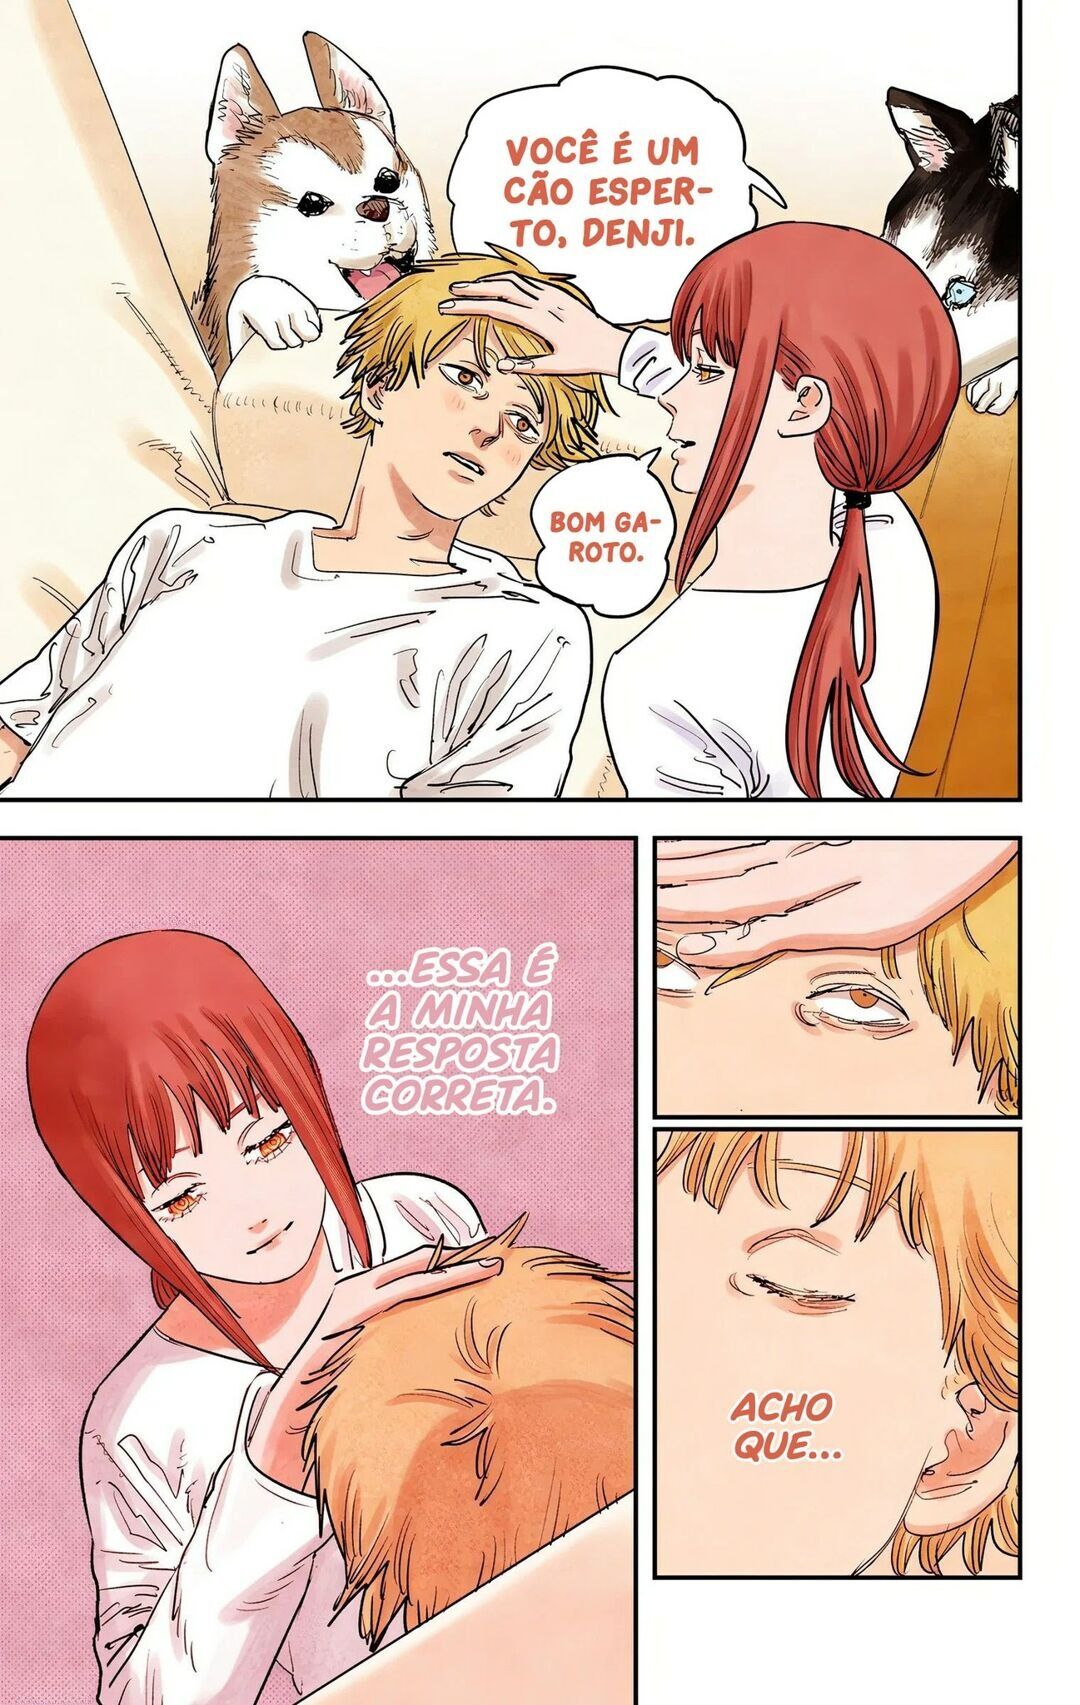 VOCÊ É UM
CÃO ESPER-
TO, DENJI.
BOM GA-
ROTO.
ACHO
QUE...
...ESSA É
A MINHA
RESPOSTA
CORRETA.